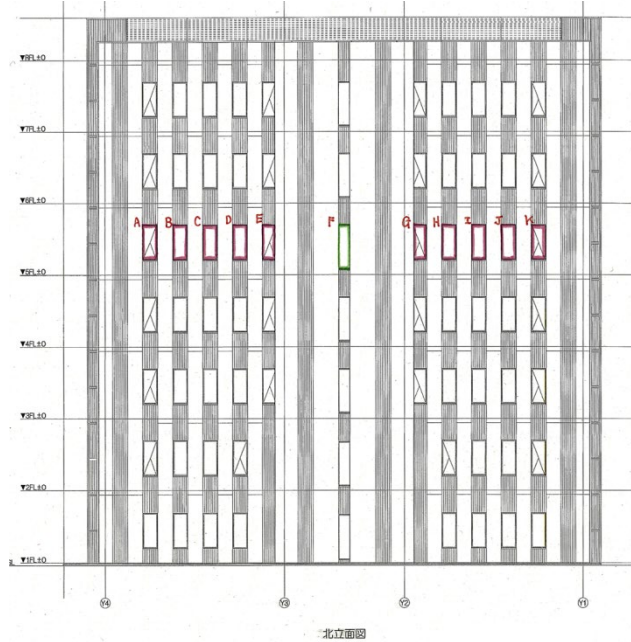 ▼8FL±0
▼7FL±0
▼6FL±0
A B C D E F G H I J K
▼5FL±0
▼4FL±0
▼3FL±0
▼2FL±0
▼1FL±0
Y4 Y3 Y2 Y1
北立面図